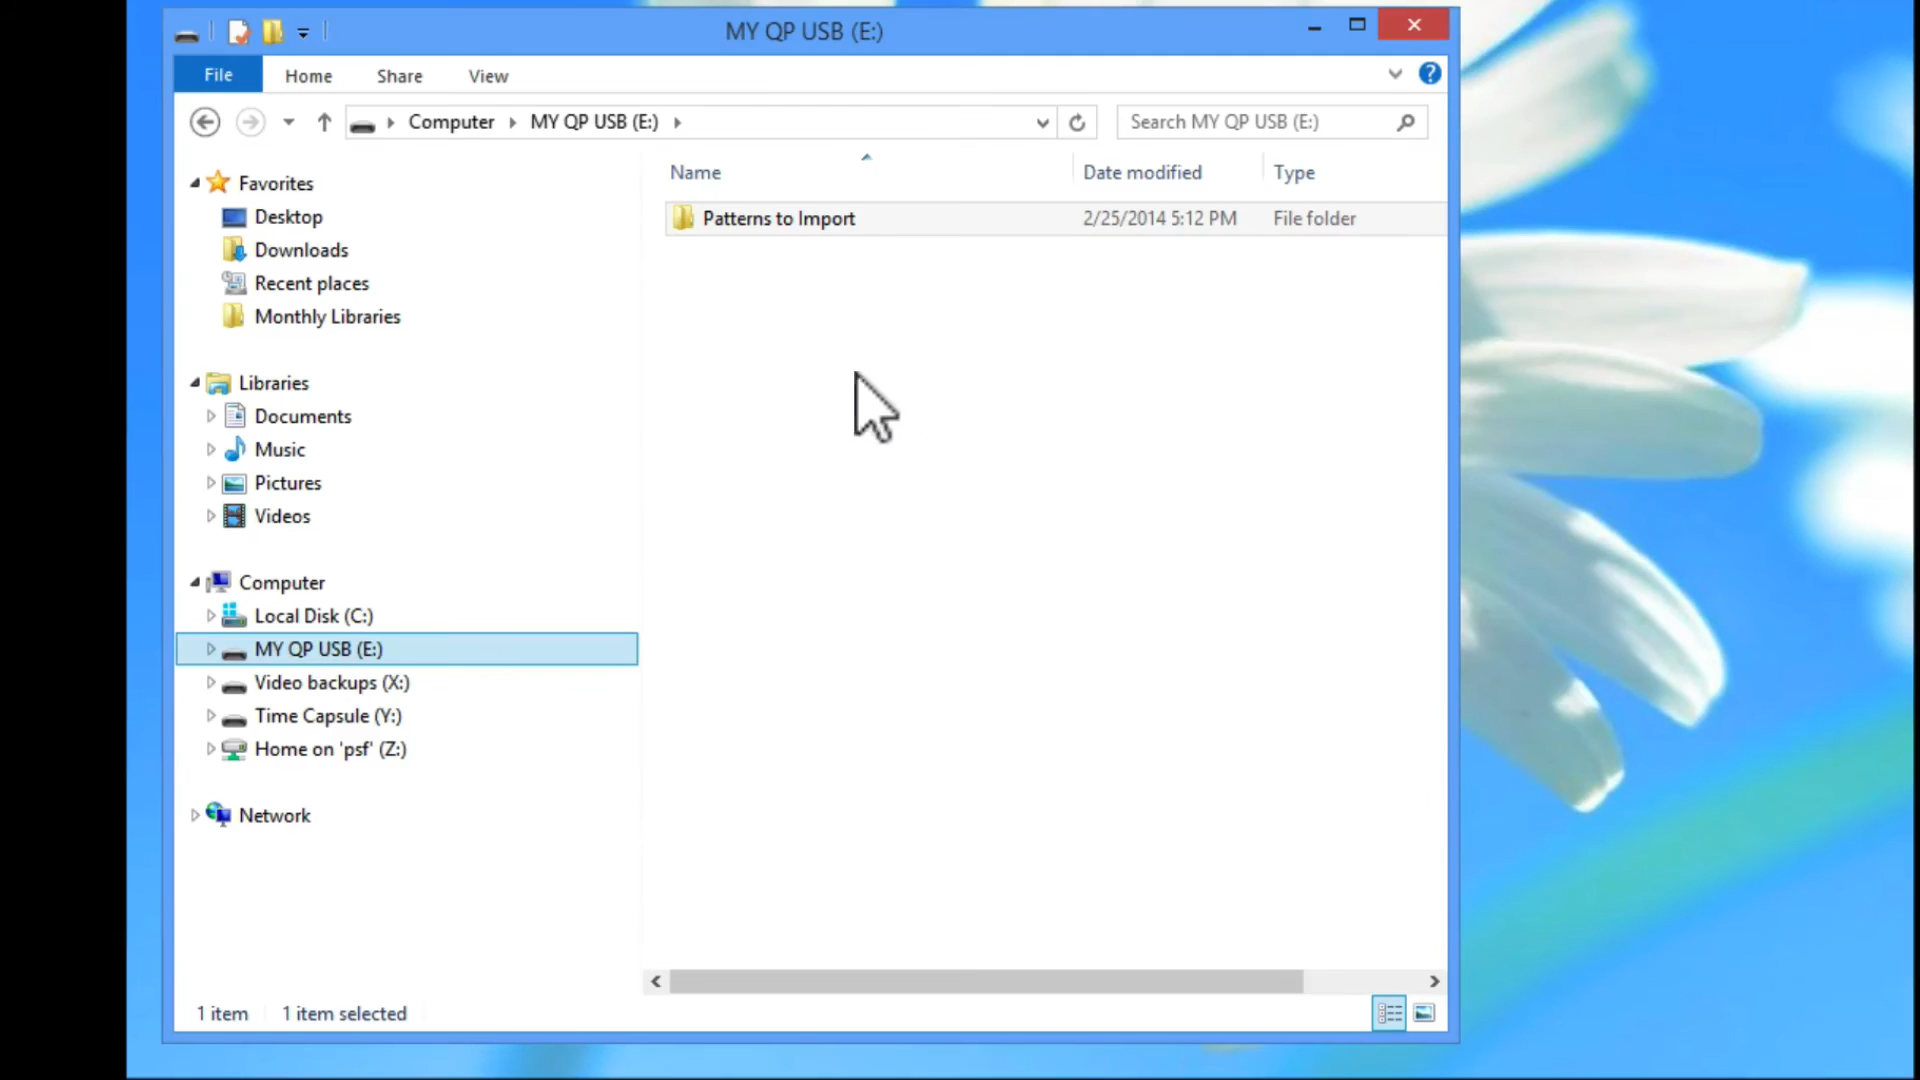 MY QP USB (E:)
File Home Share View
Computer MY QP USB (E:) Search MY QP USB (E:)
Name Date modified Type
Patterns to Import 2/25/2014 5:12 PM File folder
Favorites
Desktop
Downloads
Recent places
Monthly Libraries
Libraries
Documents
Music
Pictures
Videos
Computer
Local Disk (C:)
MY QP USB (E:)
Video backups (X:)
Time Capsule (Y:)
Home on 'psf' (Z:)
Network
1 item 1 item selected